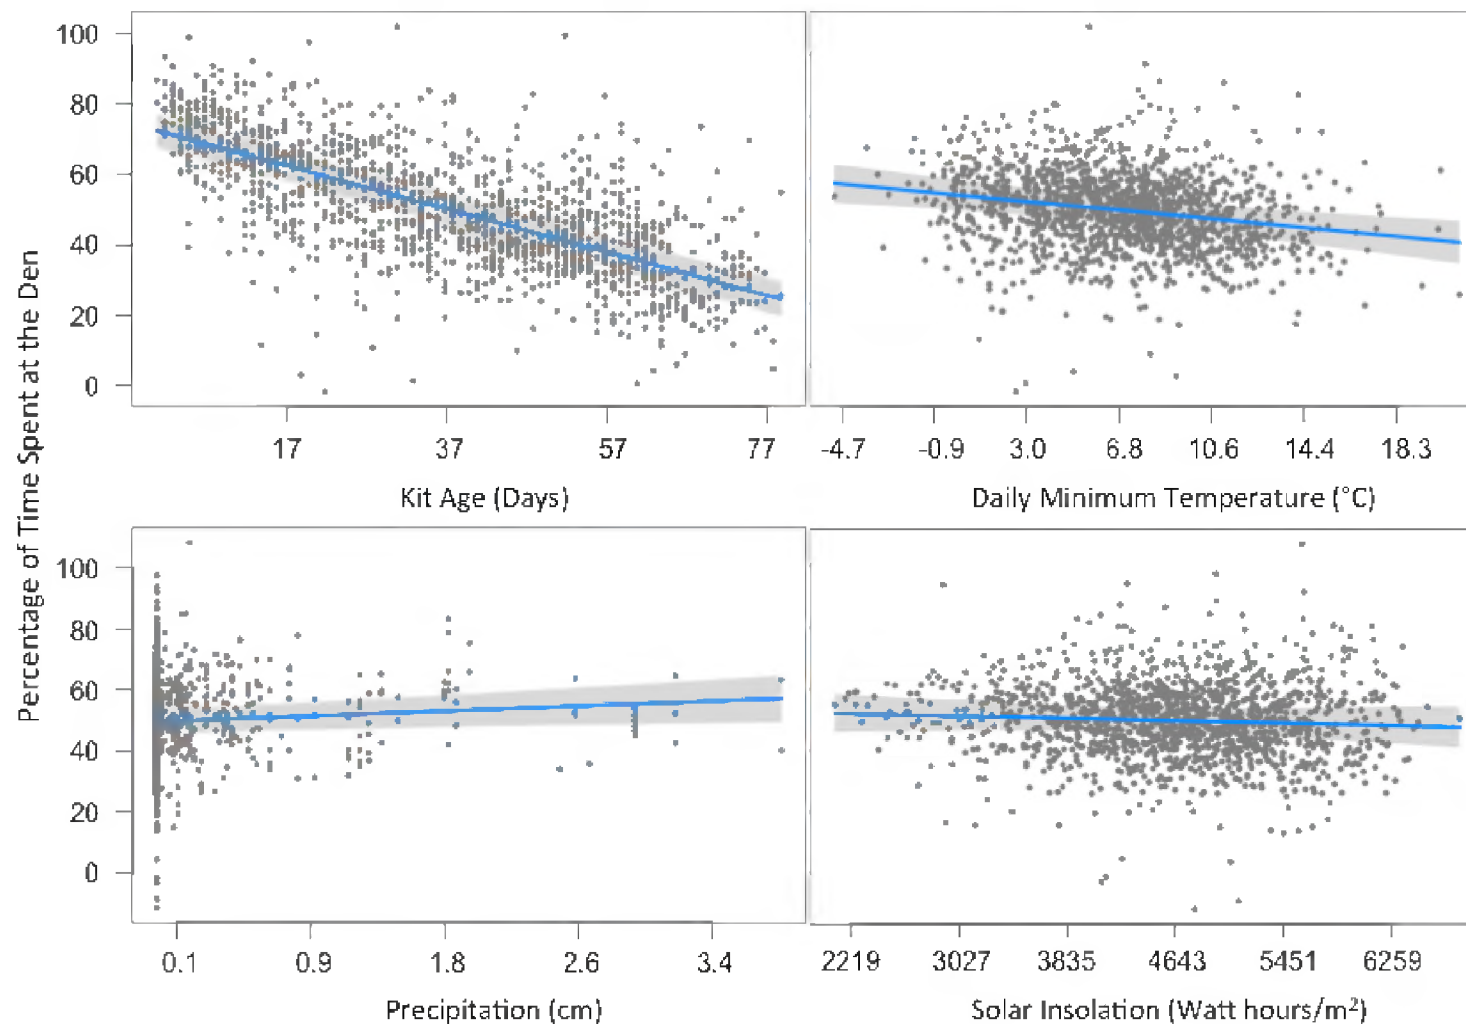 Percentage of Time Spent at the Den
100
80
60
40
20
0
17 37 57 77
Kit Age (Days)
-4.7 -0.9 3.0 6.8 10.6 14.4 18.3
Daily Minimum Temperature (°C)
100
80
60
40
20
0
0.1 0.9 1.8 2.6 3.4
Precipitation (cm)
2219 3027 3835 4643 5451 6259
Solar Insolation (Watt hours/m²)